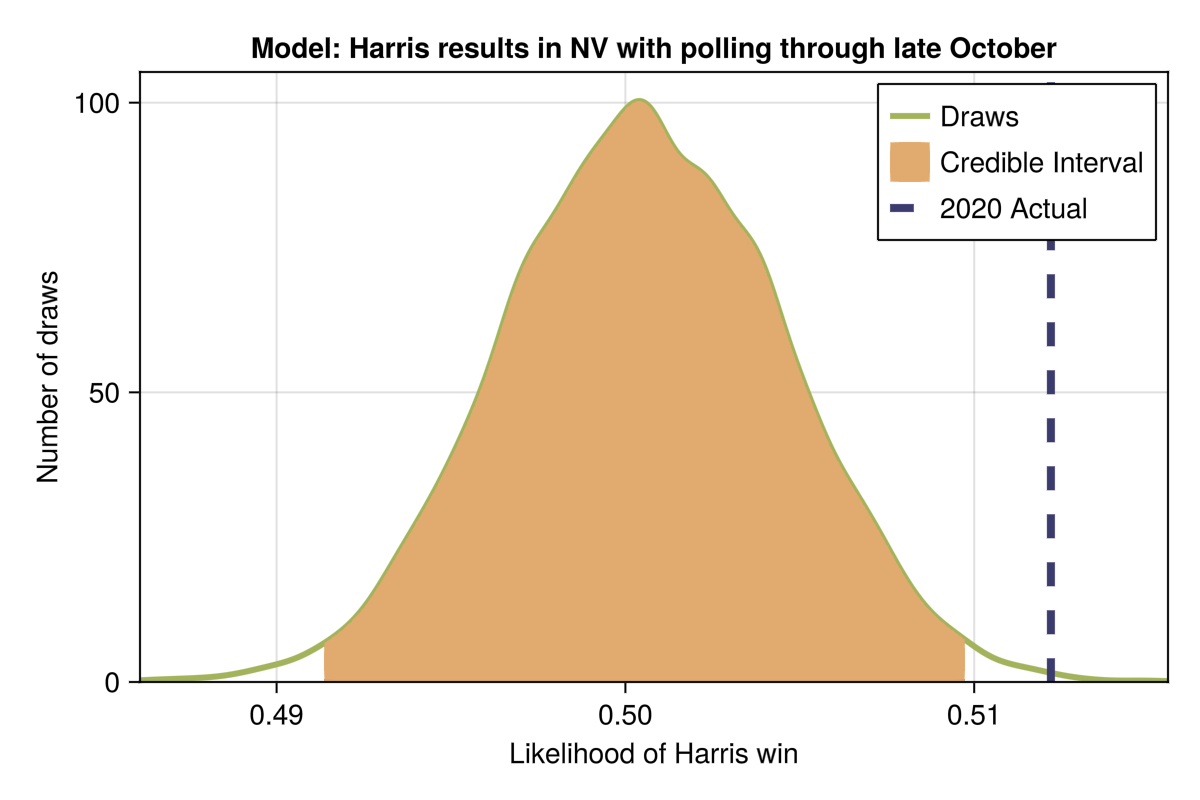 Model: Harris results in NV with polling through late October
Draws
Credible Interval
2020 Actual
Number of draws
100
50
0
0.49
0.50
0.51
Likelihood of Harris win